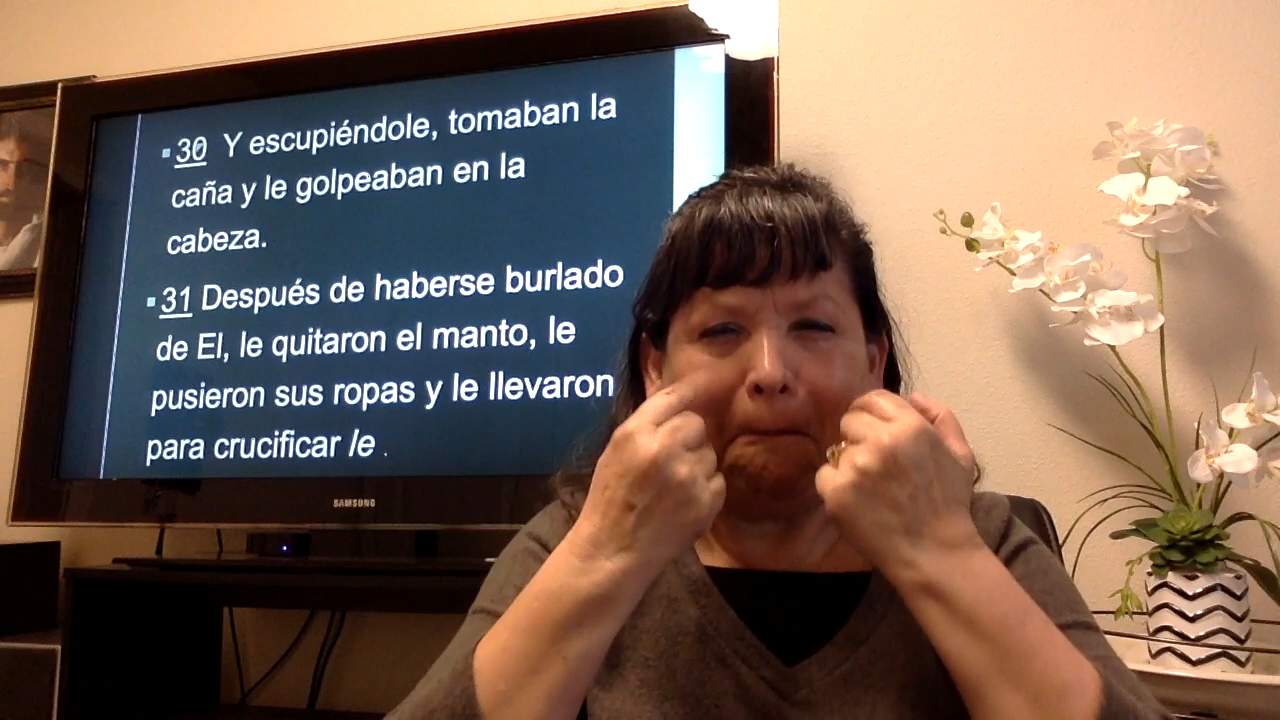 30 Y escupiéndole, tomaban la
caña y le golpeaban en la
cabeza.
31 Después de haberse burlado
de El, le quitaron el manto, le
pusieron sus ropas y le llevaron
para crucificar le .
SAMSUNG